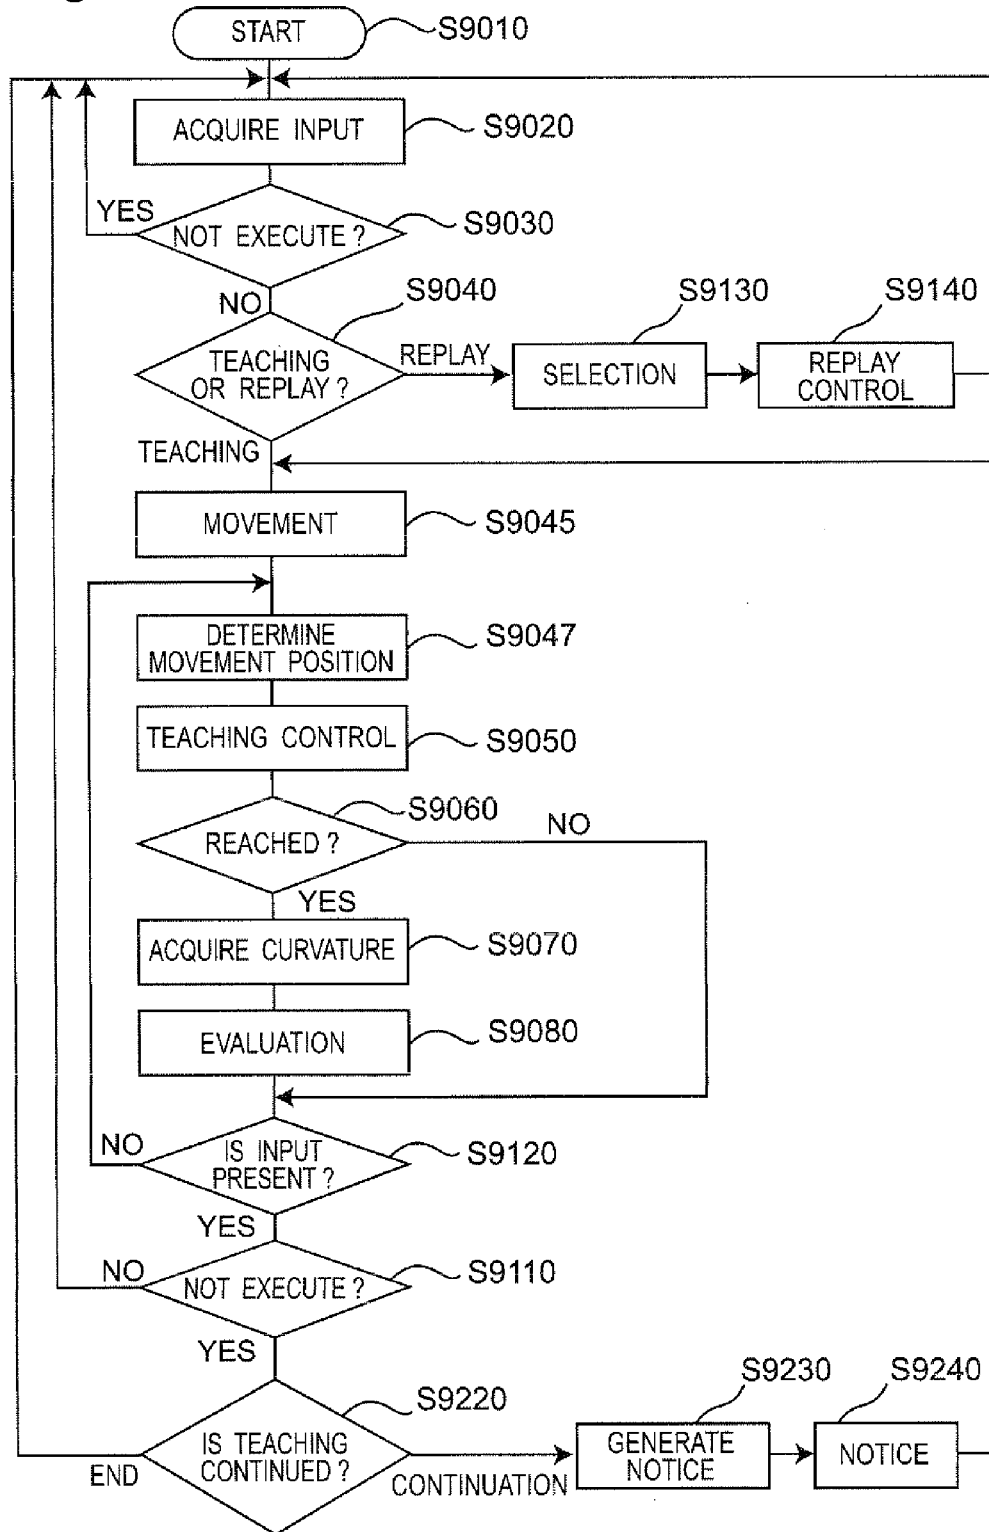 START
S9010
ACQUIRE INPUT
S9020
YES
NOT EXECUTE ?
S9030
NO
S9040
S9130
S9140
TEACHING
OR REPLAY ?
REPLAY
SELECTION
REPLAY
CONTROL
TEACHING
MOVEMENT
S9045
DETERMINE
MOVEMENT POSITION
S9047
TEACHING CONTROL
S9050
S9060
REACHED ?
NO
YES
ACQUIRE CURVATURE
S9070
EVALUATION
S9080
NO
IS INPUT
PRESENT ?
S9120
YES
NO
NOT EXECUTE ?
S9110
YES
S9220
S9230
S9240
IS TEACHING
CONTINUED ?
END
CONTINUATION
GENERATE
NOTICE
NOTICE